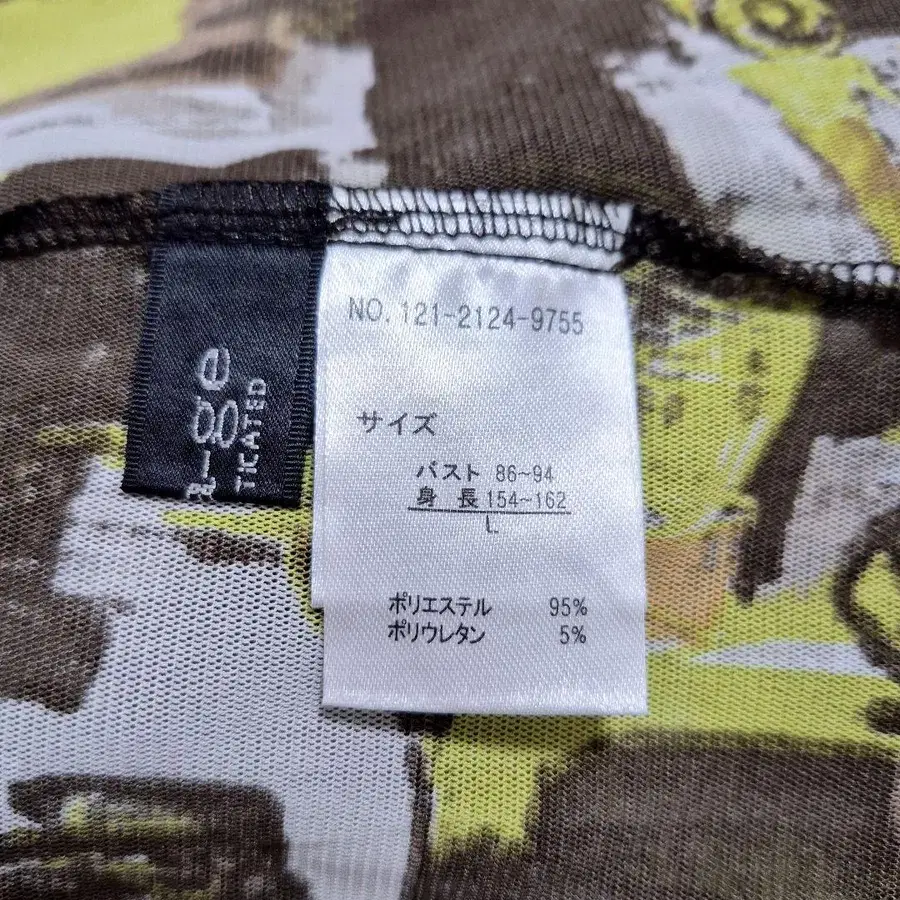 NO. 121-2124-9755
サイズ
バスト 86~94
身長 154~162
L
ポリエステル 95%
ポリウレタン 5%